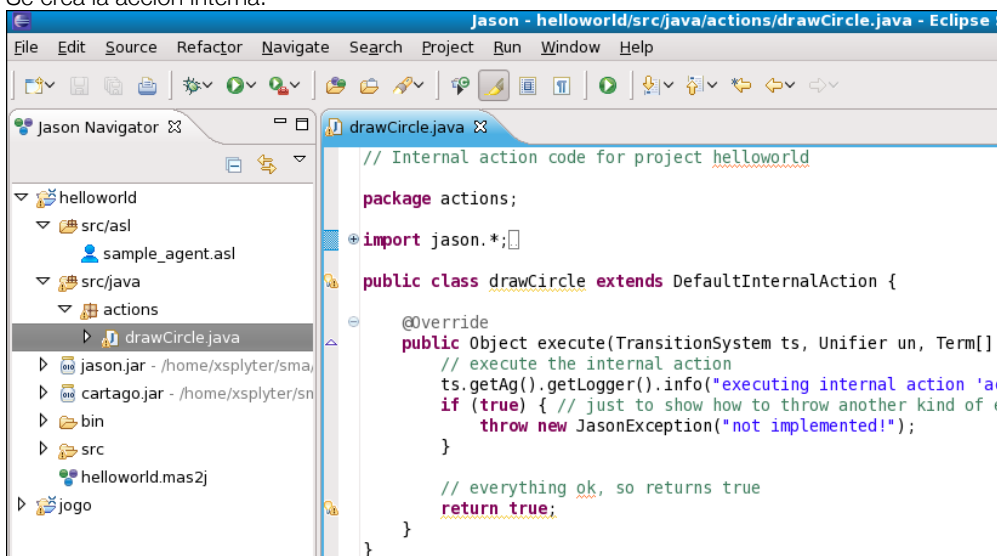 Se crea la acción interna:
Jason - helloworld/src/java/actions/drawCircle.java - Eclipse
File Edit Source Refactor Navigate Search Project Run Window Help
Jason Navigator
drawCircle.java
helloworld
src/asl
sample_agent.asl
src/java
actions
drawCircle.java
jason.jar - /home/xsplyter/sma/
cartago.jar - /home/xsplyter/sm
bin
src
helloworld.mas2j
jogo
// Internal action code for project helloworld
package actions;
import jason.*;
public class drawCircle extends DefaultInternalAction {
@Override
public Object execute(TransitionSystem ts, Unifier un, Term[]
// execute the internal action
ts.getAg().getLogger().info("executing internal action 'ac
if (true) { // just to show how to throw another kind of e
throw new JasonException("not implemented!");
}
// everything ok, so returns true
return true;
}
}